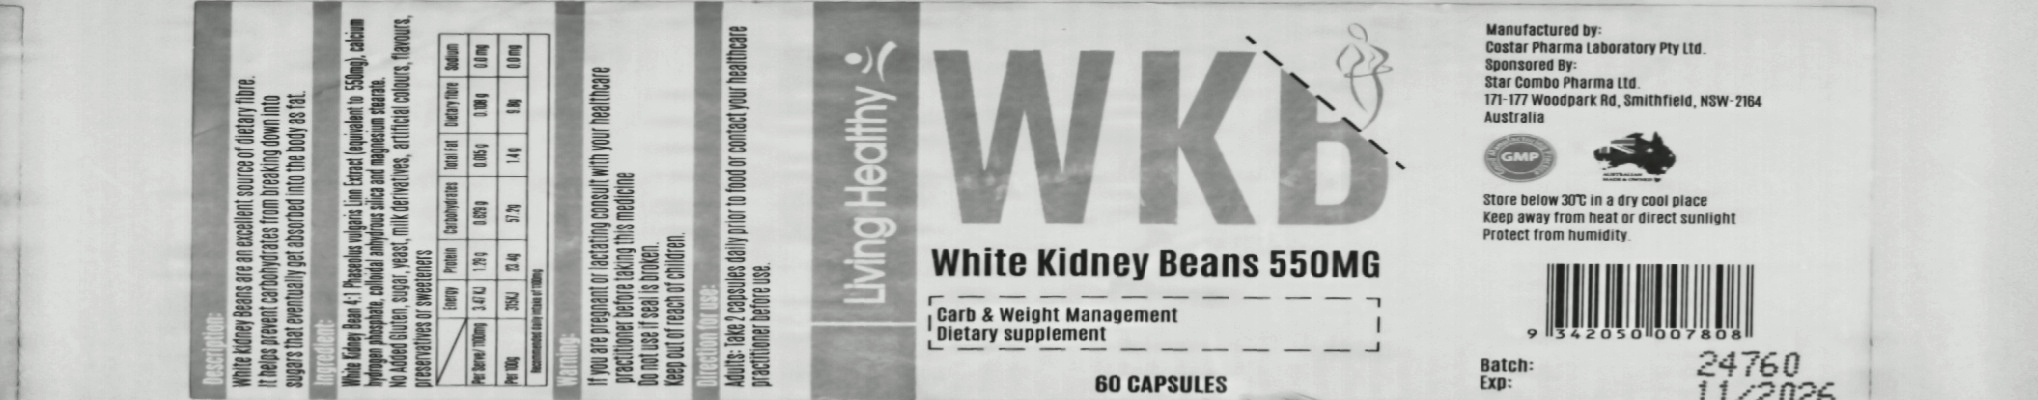 Description:
White kidney Beans are an excellent source of dietary fibre.
It helps prevent carbohydrates from breaking down into
sugars that eventually get absorbed into the body as fat.
Ingredient:
White Kidney Bean 4:1 Phaseolus vulgaris Linn Extract (equivalent to 550mg), calcium
hydrogen phosphate, colloidal anhydrous silica and magnesium stearate.
No Added Gluten, sugar, yeast, milk derivatives, artificial colours, flavours,
preservatives or sweeteners
Energy Protein Carbohydrates Total Fat Dietary fibre Sodium
Per Serve/1100mg 3.47 KJ 1.29 g 0.629 g 0.015 g 0.108 g 0.0mg
Per 100g 315KJ 23.4g 57.2g 1.4g 9.8g 0.0mg
Recommended daily intake of 1100mg
Warning:
If you are pregnant or lactating consult with your healthcare
practitioner before taking this medicine
Do not use if seal is broken.
Keep out of reach of children.
Direction for use:
Adults: Take 2 capsules daily prior to food or contact your healthcare
practitioner before use.
Living Healthy
WKB
White Kidney Beans 550MG
Carb & Weight Management
Dietary supplement
60 CAPSULES
Manufactured by:
Costar Pharma Laboratory Pty Ltd.
Sponsored By:
Star Combo Pharma Ltd.
171-177 Woodpark Rd, Smithfield, NSW-2164
Australia
GMP
AUSTRALIAN
MADE & OWNED
Store below 30℃ in a dry cool place
Keep away from heat or direct sunlight
Protect from humidity.
9 342050 007808
Batch: 24760
Exp: 11/2026